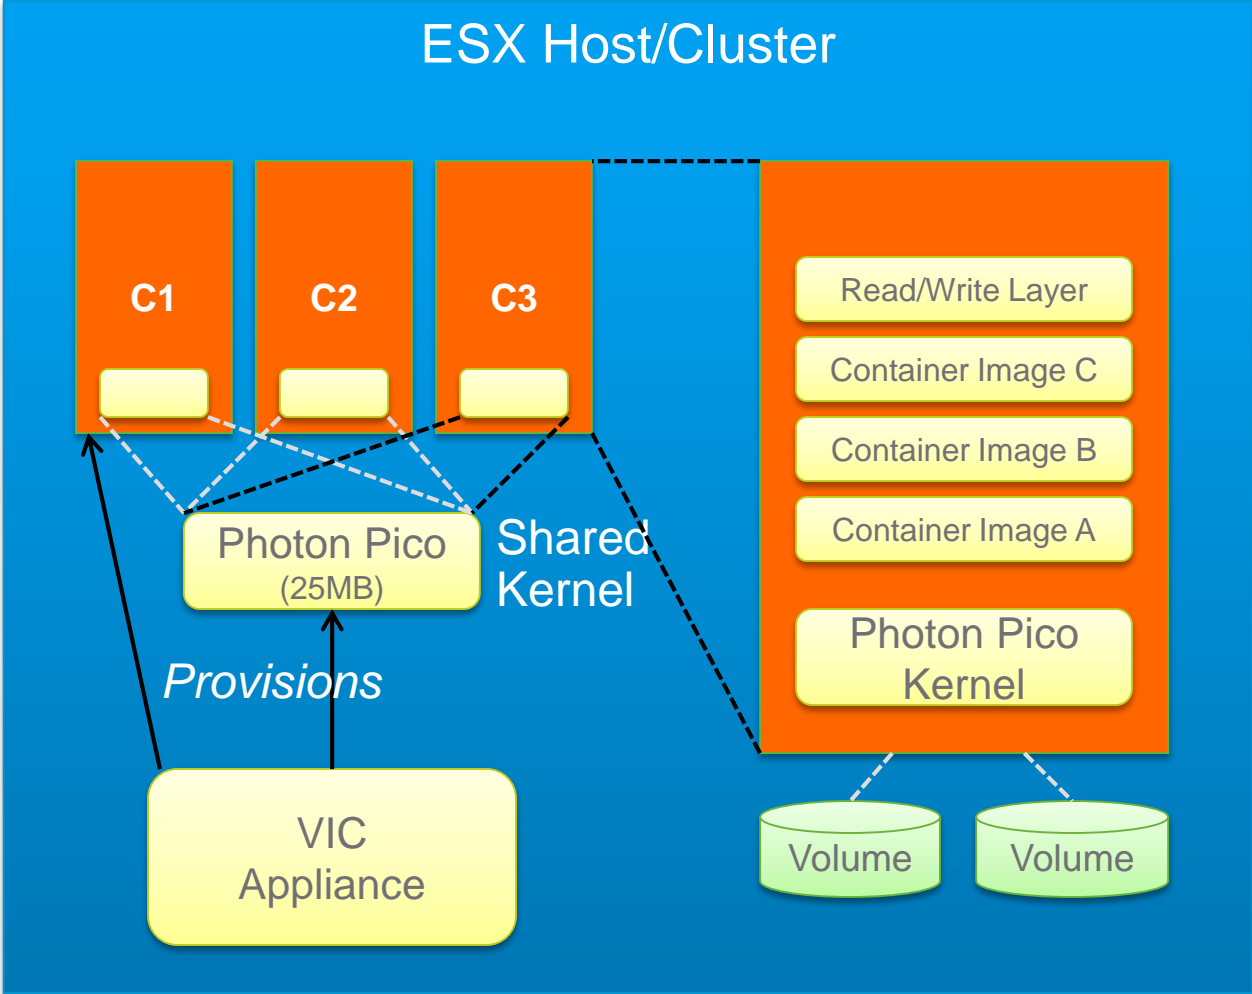 ESX Host/Cluster
C1
C2
C3
Photon Pico
(25MB)
Shared
Kernel
Provisions
VIC
Appliance
Read/Write Layer
Container Image C
Container Image B
Container Image A
Photon Pico
Kernel
Volume
Volume